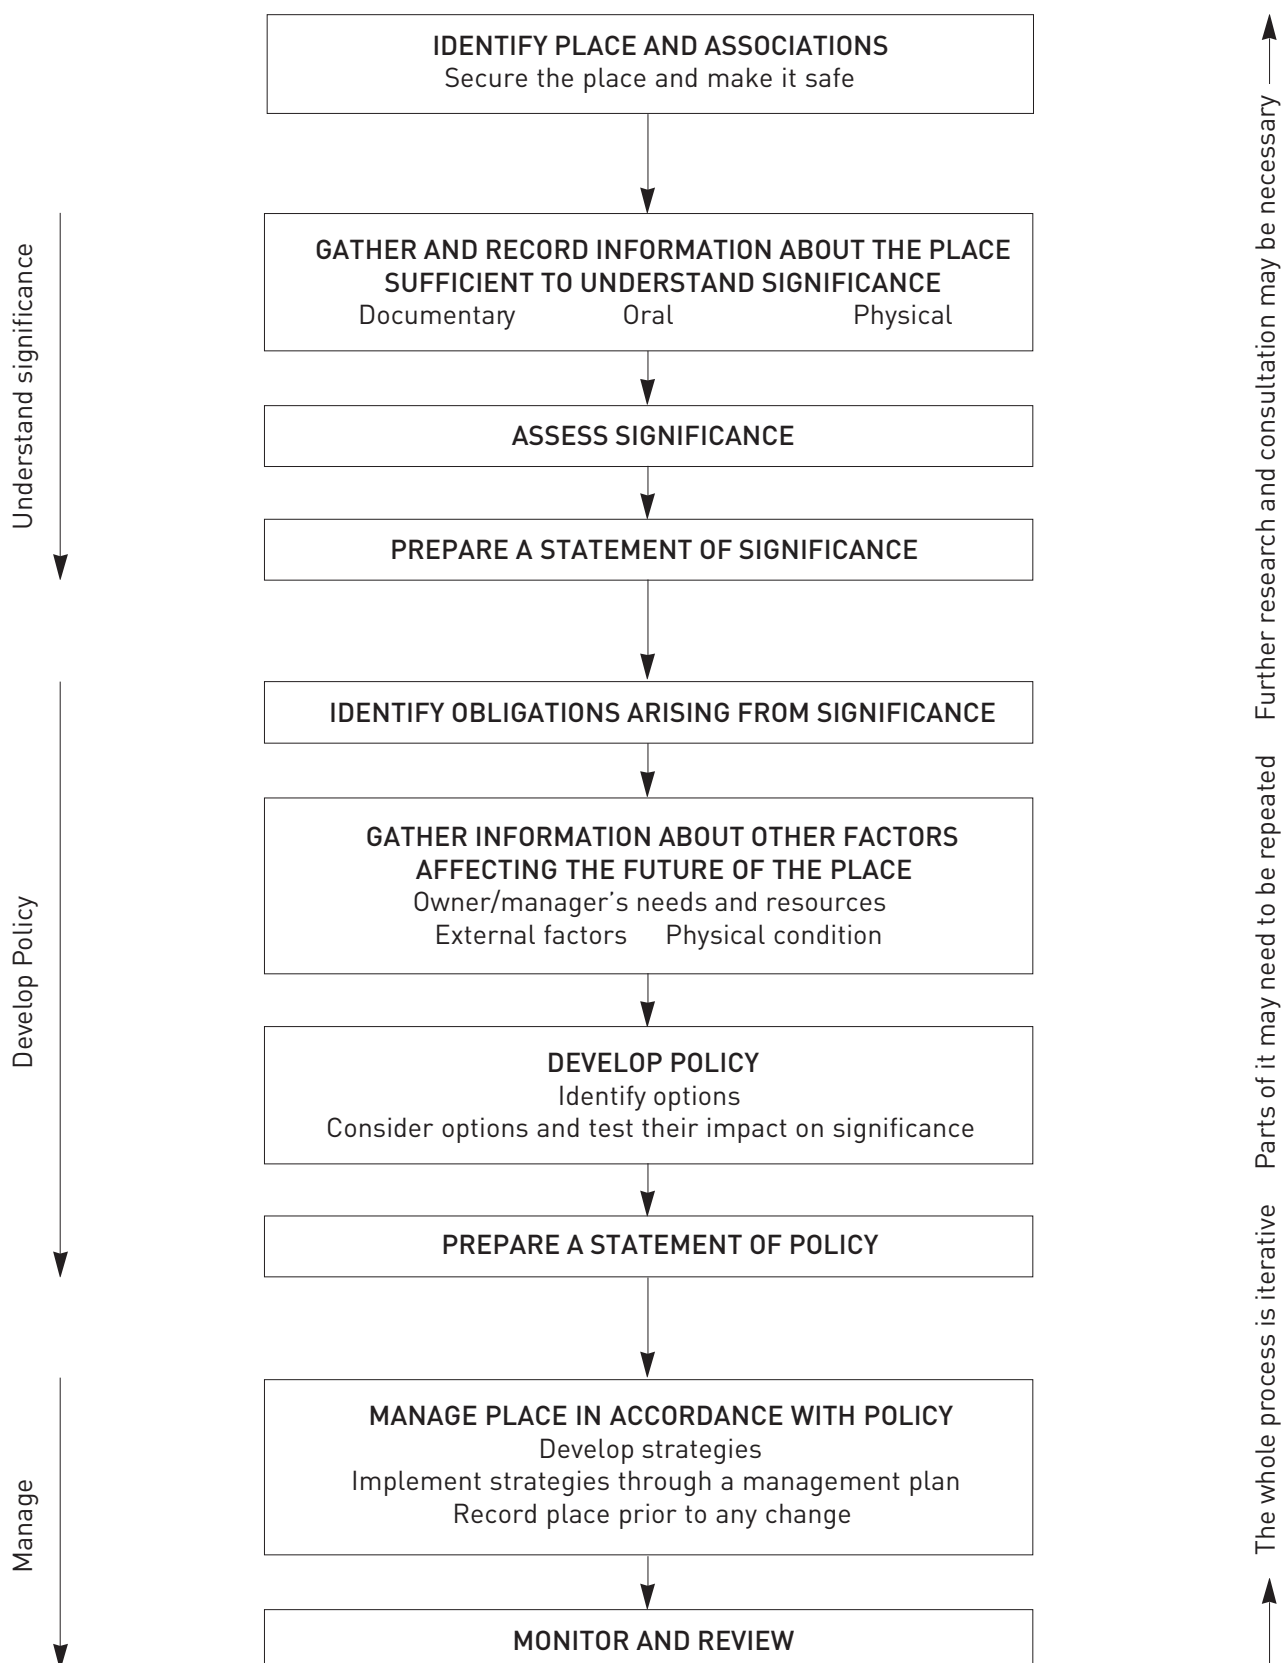 IDENTIFY PLACE AND ASSOCIATIONS
Secure the place and make it safe
Understand significance
GATHER AND RECORD INFORMATION ABOUT THE PLACE
SUFFICIENT TO UNDERSTAND SIGNIFICANCE
Documentary Oral Physical
ASSESS SIGNIFICANCE
PREPARE A STATEMENT OF SIGNIFICANCE
Develop Policy
IDENTIFY OBLIGATIONS ARISING FROM SIGNIFICANCE
GATHER INFORMATION ABOUT OTHER FACTORS
AFFECTING THE FUTURE OF THE PLACE
Owner/manager’s needs and resources
External factors Physical condition
DEVELOP POLICY
Identify options
Consider options and test their impact on significance
PREPARE A STATEMENT OF POLICY
Manage
MANAGE PLACE IN ACCORDANCE WITH POLICY
Develop strategies
Implement strategies through a management plan
Record place prior to any change
MONITOR AND REVIEW
The whole process is iterative Parts of it may need to be repeated Further research and consultation may be necessary